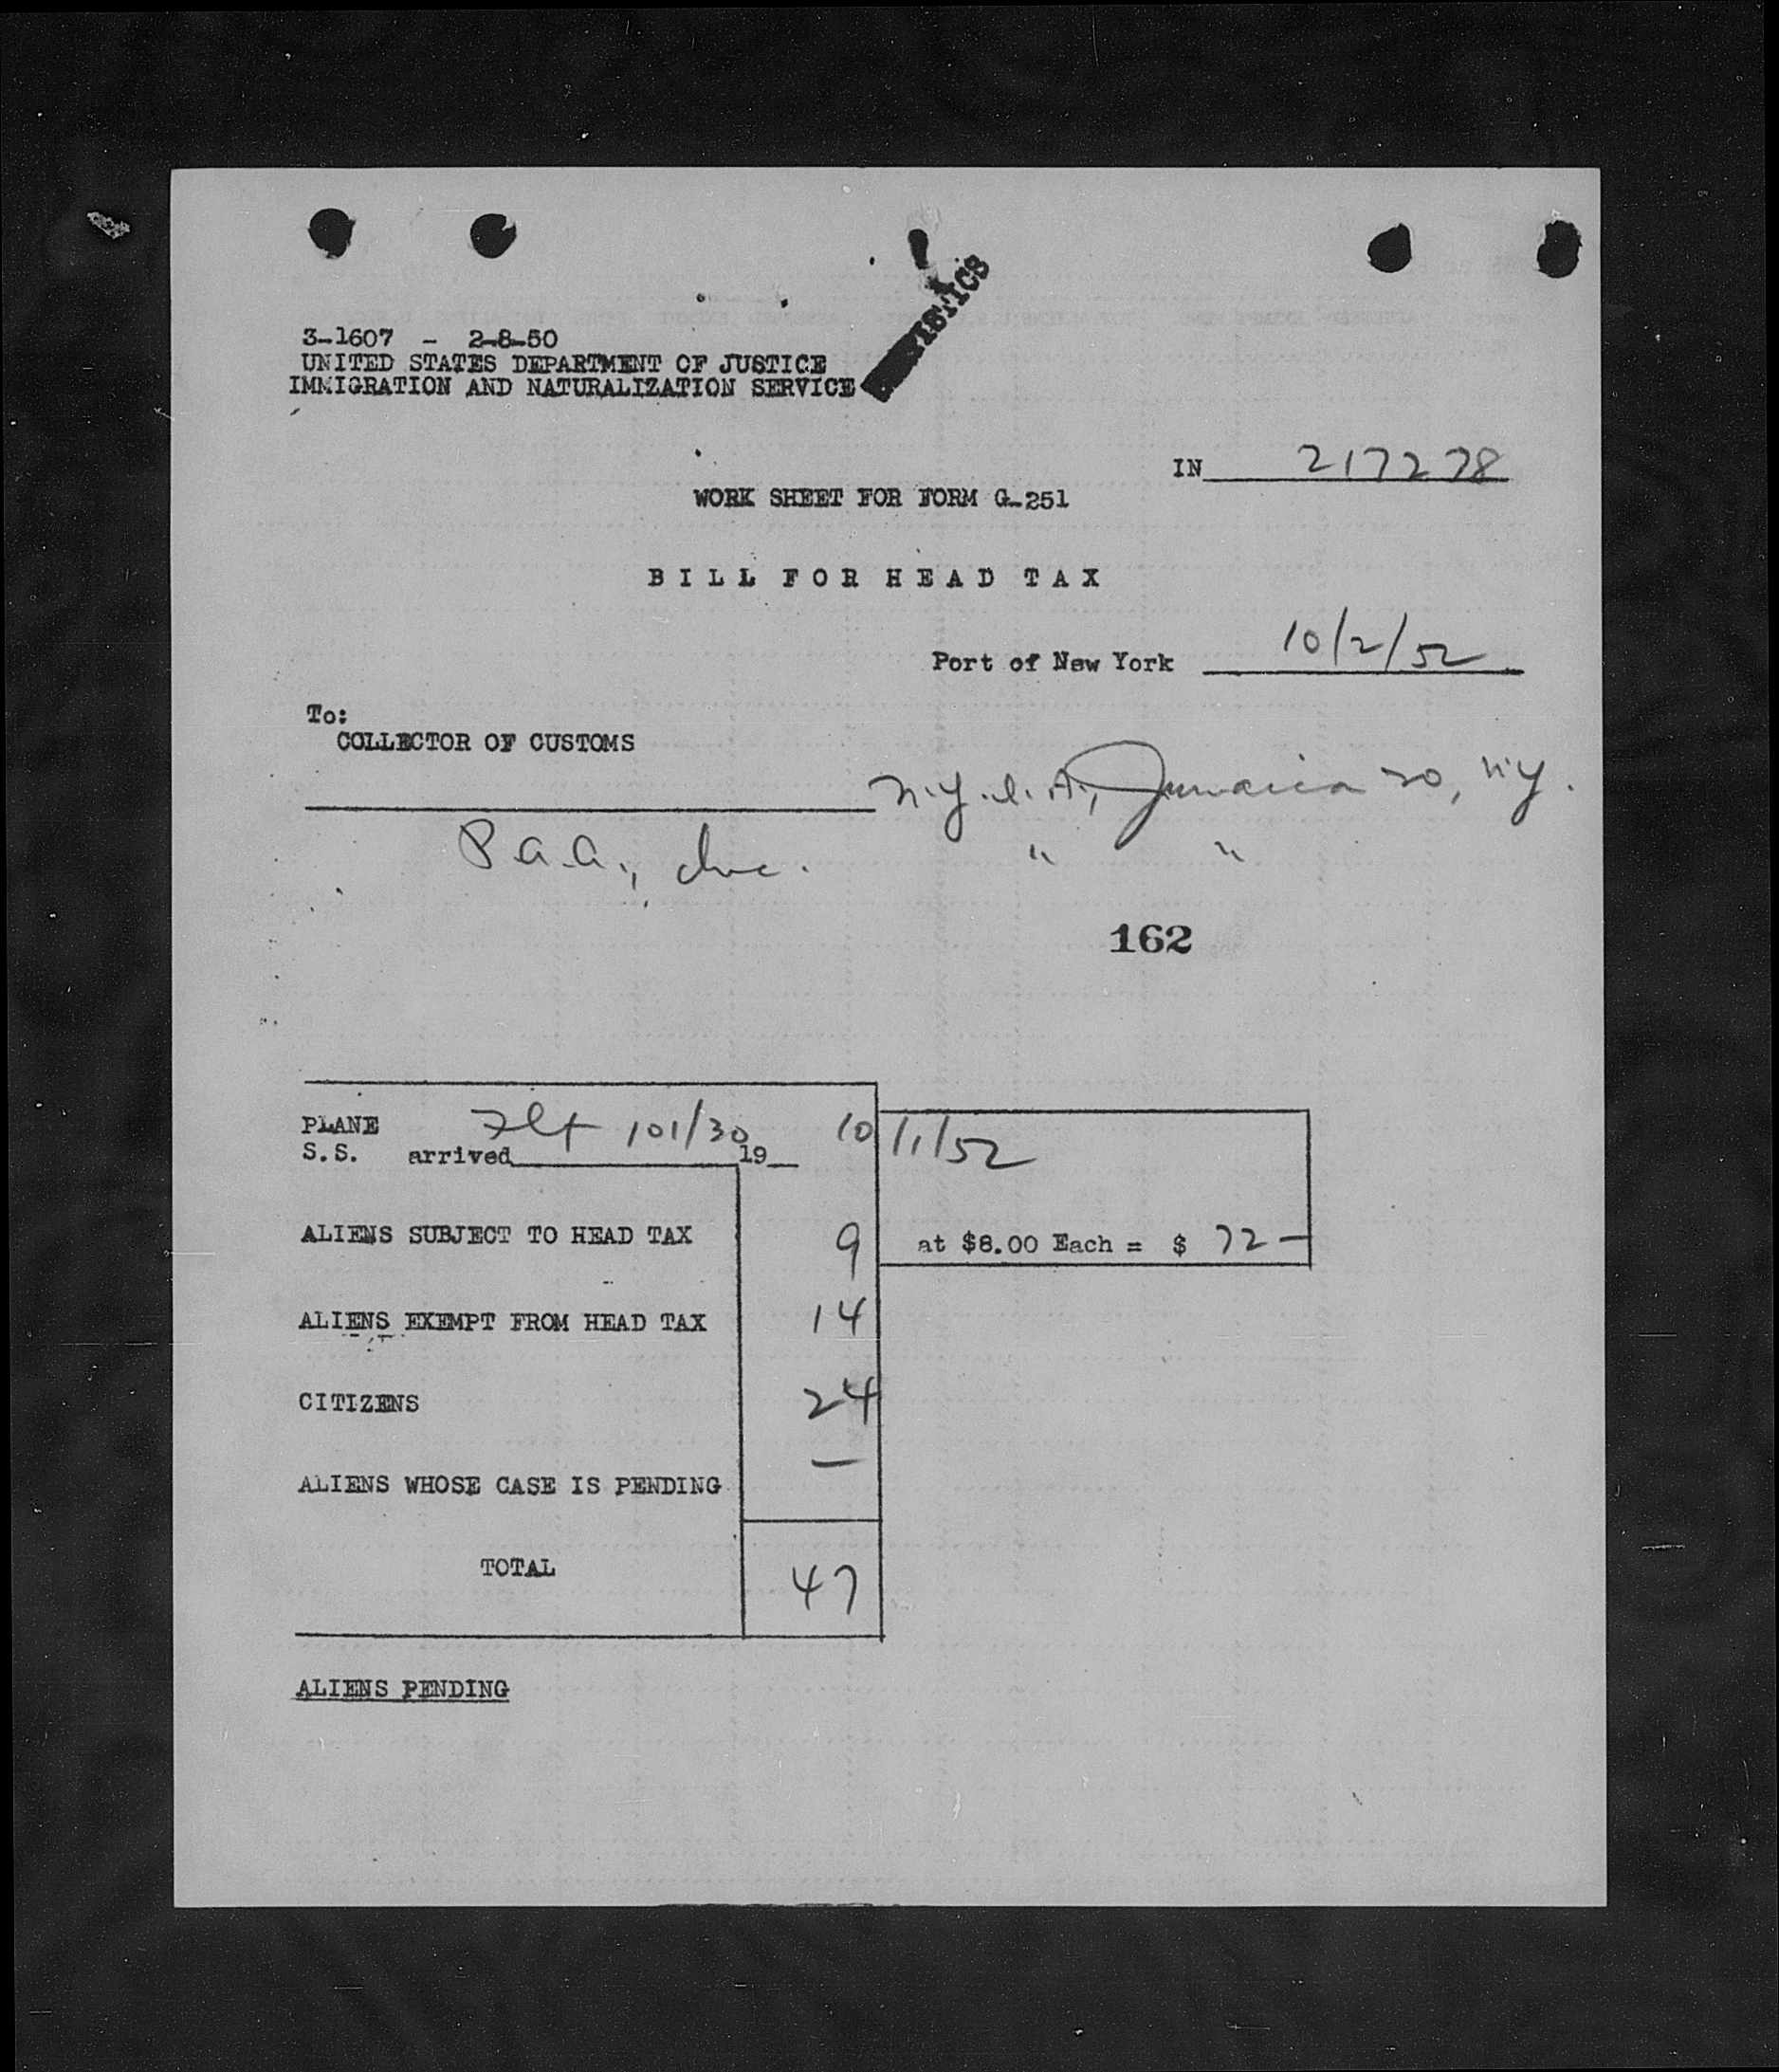 3-1607 - 2-8-50
UNITED STATES DEPARTMENT OF JUSTICE
IMMIGRATION AND NATURALIZATION SERVICE
IN 217278
WORK SHEET FOR FORM G-251
BILL FOR HEAD TAX
Port of New York 10/2/52
To:
COLLECTOR OF CUSTOMS
N.Y.I.A., Jamaica 30, N.Y.
P.A.A., Inc. " "
162
PLANE Flt 101/30 10/1/52
S.S. arrived 19
ALIENS SUBJECT TO HEAD TAX 9 at $8.00 Each = $ 72 —
ALIENS EXEMPT FROM HEAD TAX 14
CITIZENS 24
ALIENS WHOSE CASE IS PENDING —
TOTAL 47
ALIENS PENDING